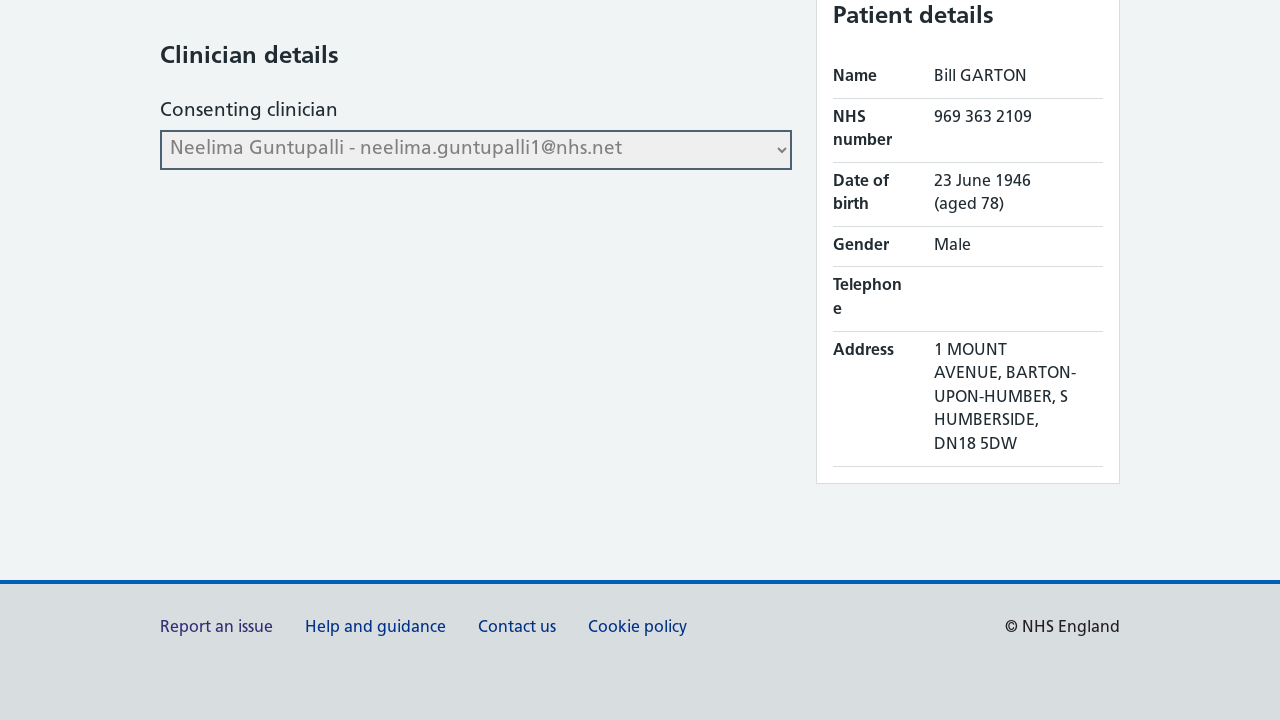 Clinician details
Consenting clinician
Neelima Guntupalli - neelima.guntupalli1@nhs.net
Patient details
Name
Bill GARTON
NHS
number
969 363 2109
Date of
birth
23 June 1946
(aged 78)
Gender
Male
Telephon
e
Address
1 MOUNT
AVENUE, BARTON-
UPON-HUMBER, S
HUMBERSIDE,
DN18 5DW
Report an issue
Help and guidance
Contact us
Cookie policy
© NHS England